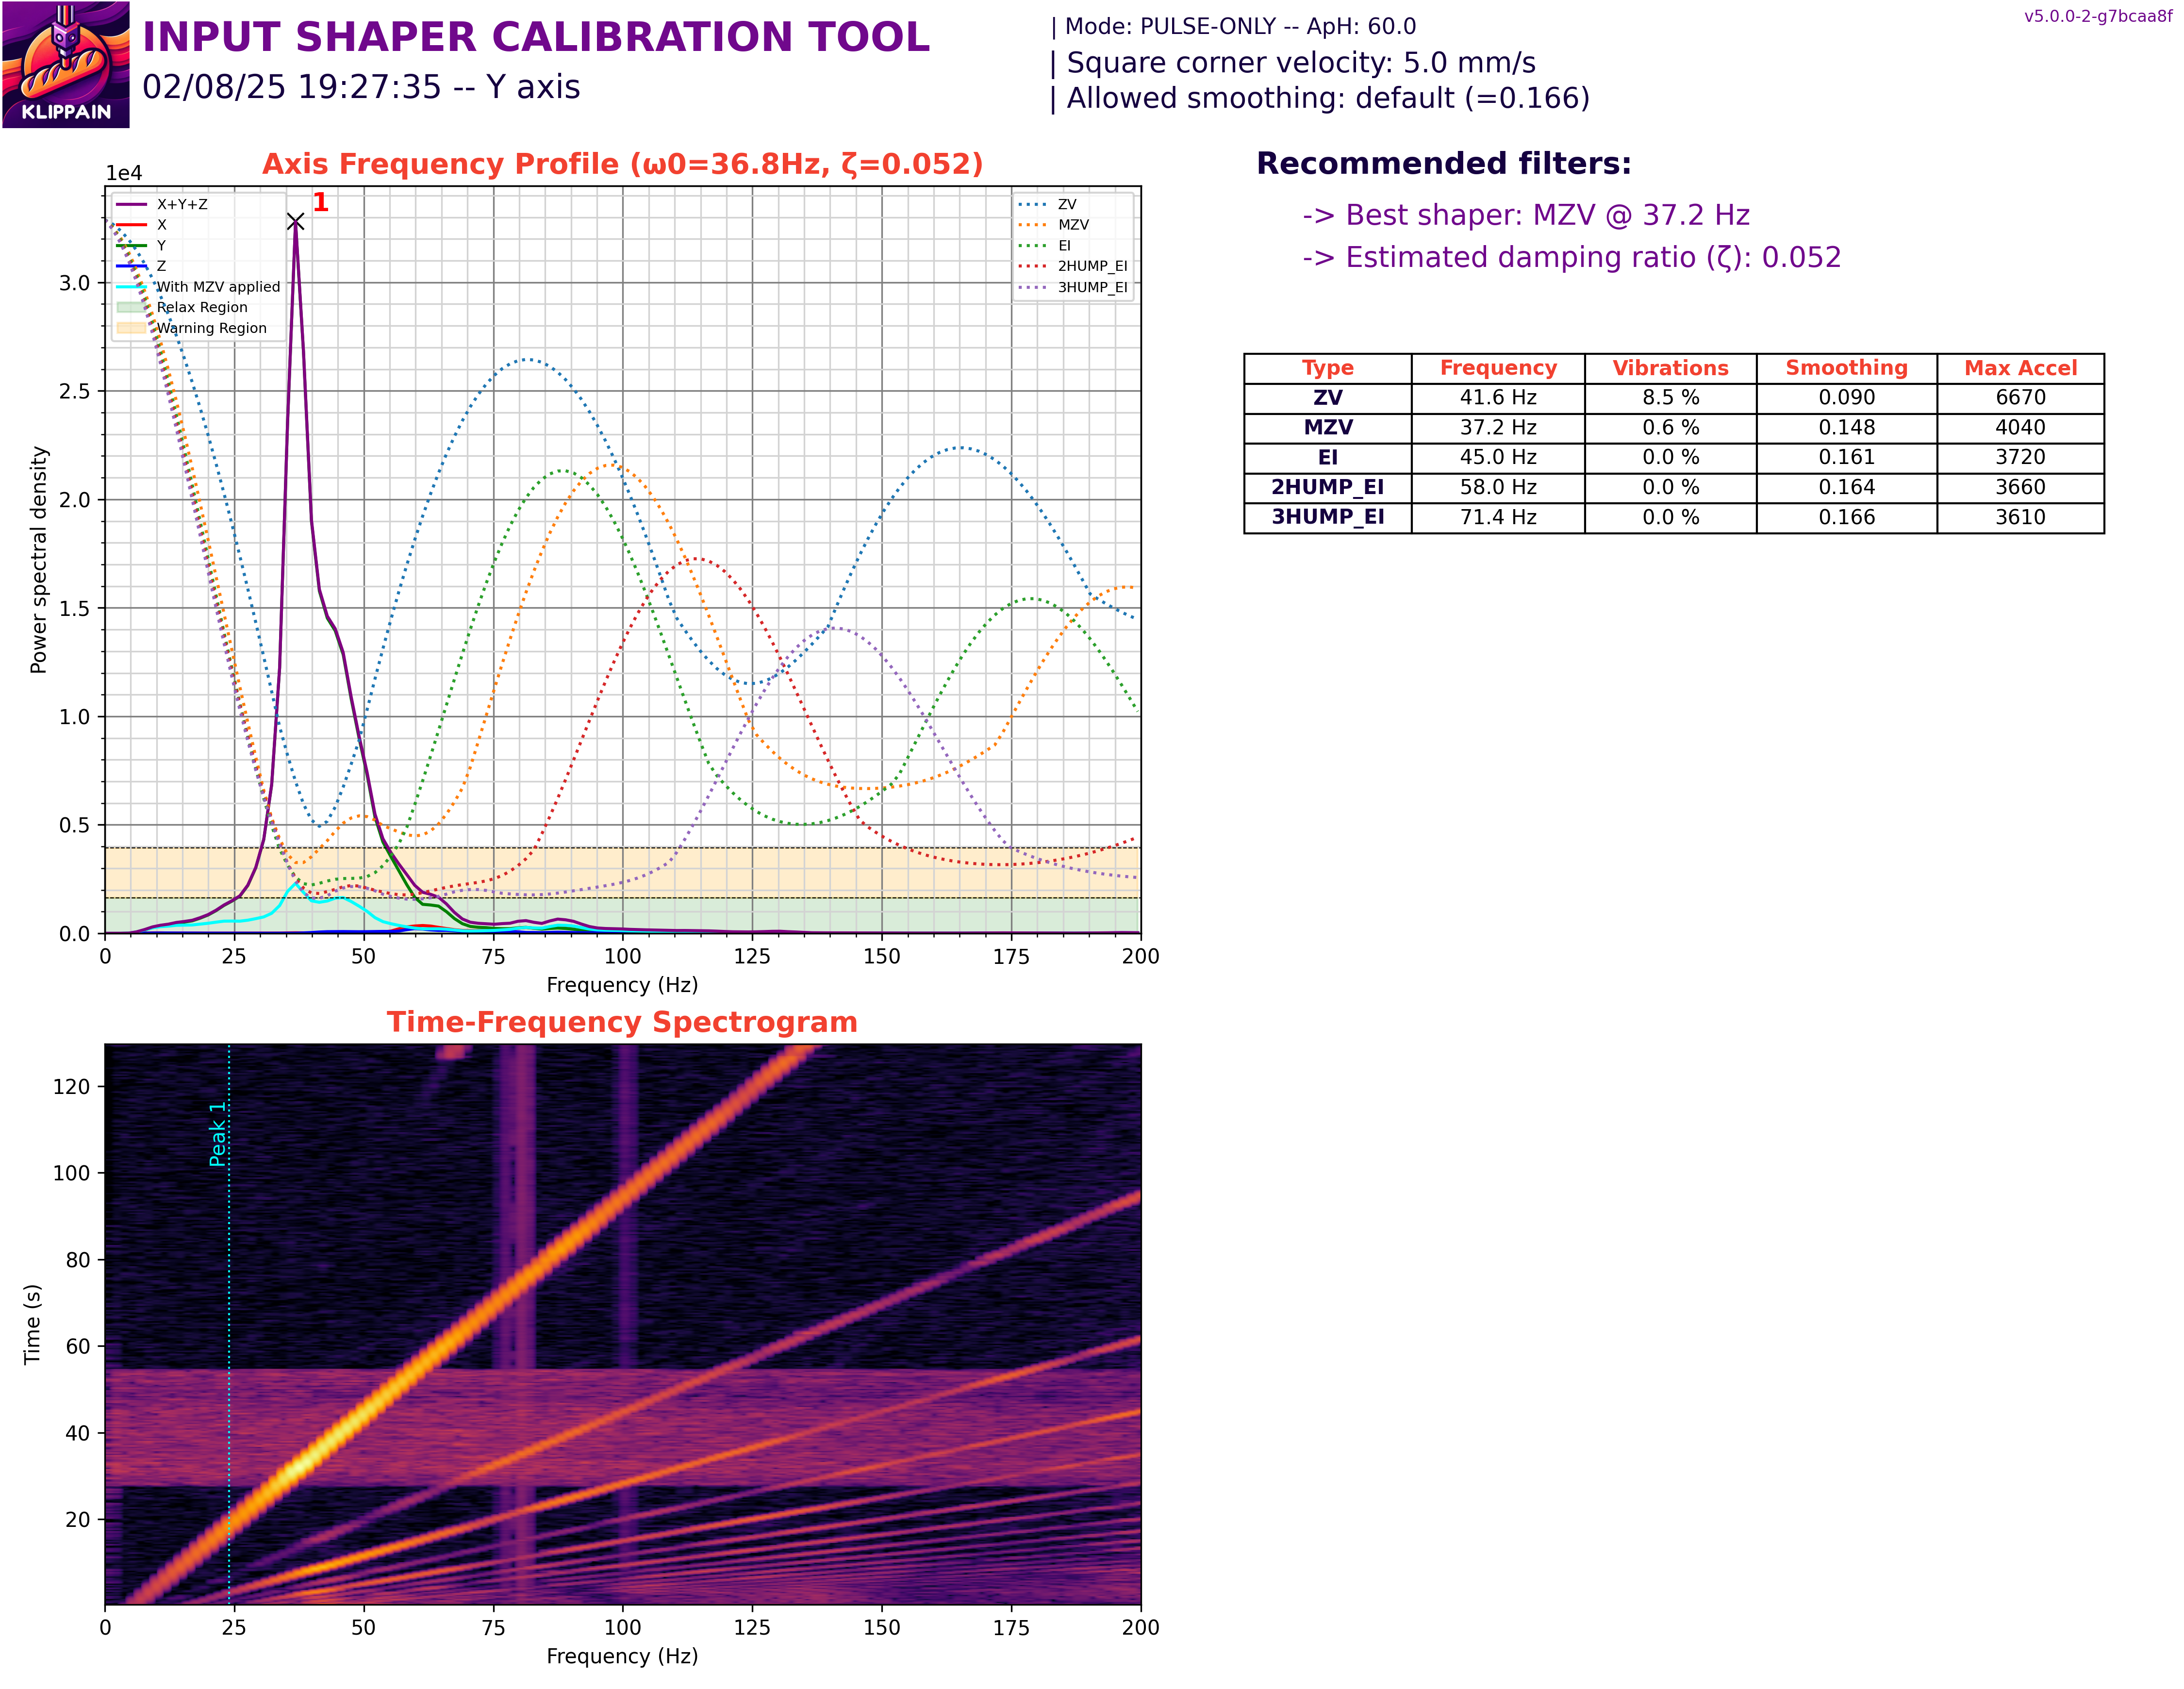 KLIPPAIN
INPUT SHAPER CALIBRATION TOOL
02/08/25 19:27:35 -- Y axis
| Mode: PULSE-ONLY -- ApH: 60.0
| Square corner velocity: 5.0 mm/s
| Allowed smoothing: default (=0.166)
v5.0.0-2-g7bcaa8f
Axis Frequency Profile (ω0=36.8Hz, ζ=0.052)
1e4
1
X+Y+Z
X
Y
Z
With MZV applied
Relax Region
Warning Region
ZV
MZV
EI
2HUMP_EI
3HUMP_EI
Power spectral density
3.0
2.5
2.0
1.5
1.0
0.5
0.0
0 25 50 75 100 125 150 175 200
Frequency (Hz)
Recommended filters:
-> Best shaper: MZV @ 37.2 Hz
-> Estimated damping ratio (ζ): 0.052
Type Frequency Vibrations Smoothing Max Accel
ZV 41.6 Hz 8.5 % 0.090 6670
MZV 37.2 Hz 0.6 % 0.148 4040
EI 45.0 Hz 0.0 % 0.161 3720
2HUMP_EI 58.0 Hz 0.0 % 0.164 3660
3HUMP_EI 71.4 Hz 0.0 % 0.166 3610
Time-Frequency Spectrogram
Peak 1
Time (s)
120
100
80
60
40
20
0 25 50 75 100 125 150 175 200
Frequency (Hz)